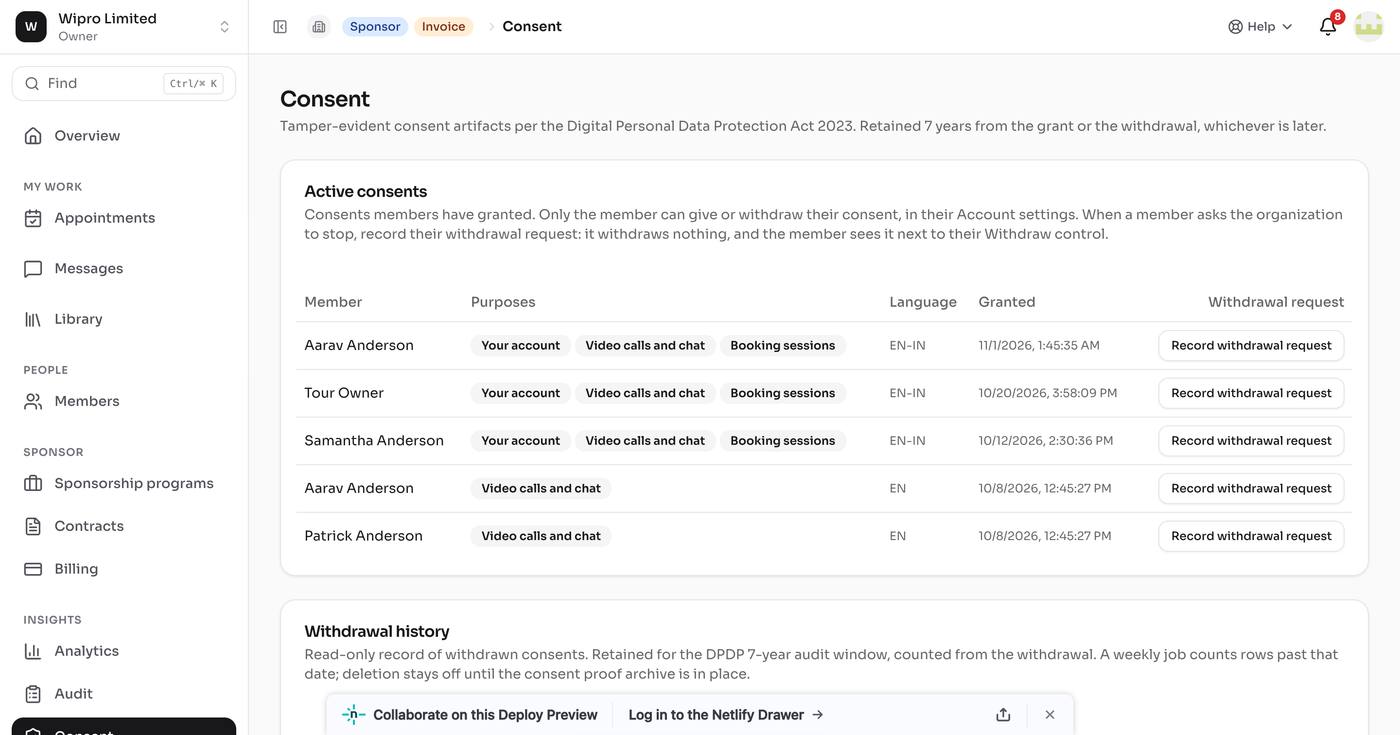 W
Wipro Limited
Owner
Find
Ctrl/⌘ K
Overview
MY WORK
Appointments
Messages
Library
PEOPLE
Members
SPONSOR
Sponsorship programs
Contracts
Billing
INSIGHTS
Analytics
Audit
Consent
Sponsor Invoice Consent
Help
8
Consent
Tamper-evident consent artifacts per the Digital Personal Data Protection Act 2023. Retained 7 years from the grant or the withdrawal, whichever is later.
Active consents
Consents members have granted. Only the member can give or withdraw their consent, in their Account settings. When a member asks the organization
to stop, record their withdrawal request: it withdraws nothing, and the member sees it next to their Withdraw control.
Member Purposes Language Granted Withdrawal request
Aarav Anderson Your account Video calls and chat Booking sessions EN-IN 11/1/2026, 1:45:35 AM Record withdrawal request
Tour Owner Your account Video calls and chat Booking sessions EN-IN 10/20/2026, 3:58:09 PM Record withdrawal request
Samantha Anderson Your account Video calls and chat Booking sessions EN-IN 10/12/2026, 2:30:36 PM Record withdrawal request
Aarav Anderson Video calls and chat EN 10/8/2026, 12:45:27 PM Record withdrawal request
Patrick Anderson Video calls and chat EN 10/8/2026, 12:45:27 PM Record withdrawal request
Withdrawal history
Read-only record of withdrawn consents. Retained for the DPDP 7-year audit window, counted from the withdrawal. A weekly job counts rows past that
date; deletion stays off until the consent proof archive is in place.
Collaborate on this Deploy Preview Log in to the Netlify Drawer →